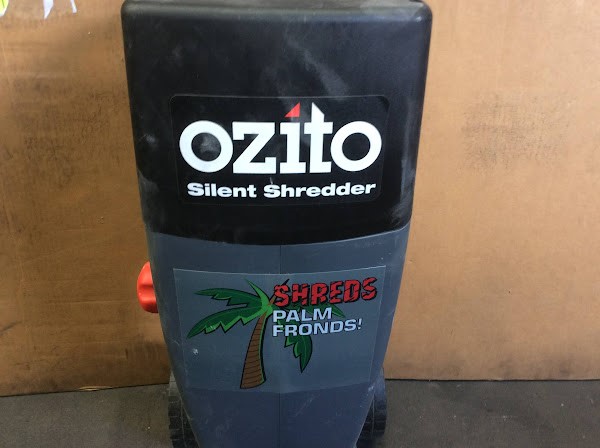 ozito
Silent Shredder
SHREDS
PALM
FRONDS!